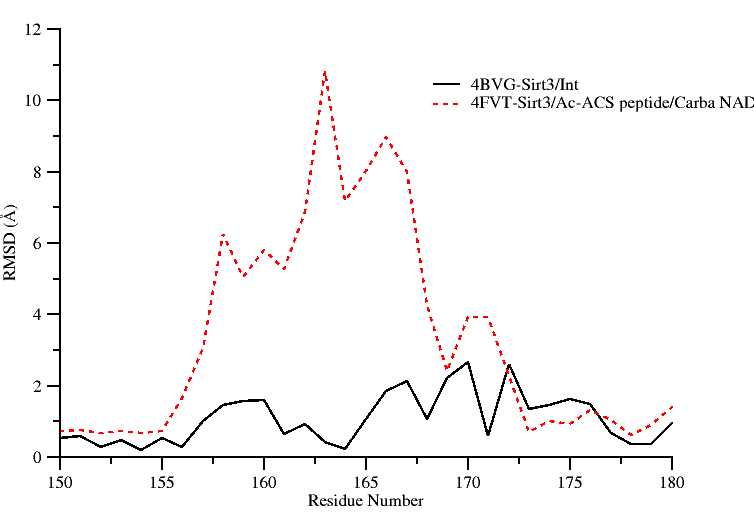 12
10
8
6
4
2
0
RMSD (Å)
4BVG-Sirt3/Int
4FVT-Sirt3/Ac-ACS peptide/Carba NAD
150 155 160 165 170 175 180
Residue Number